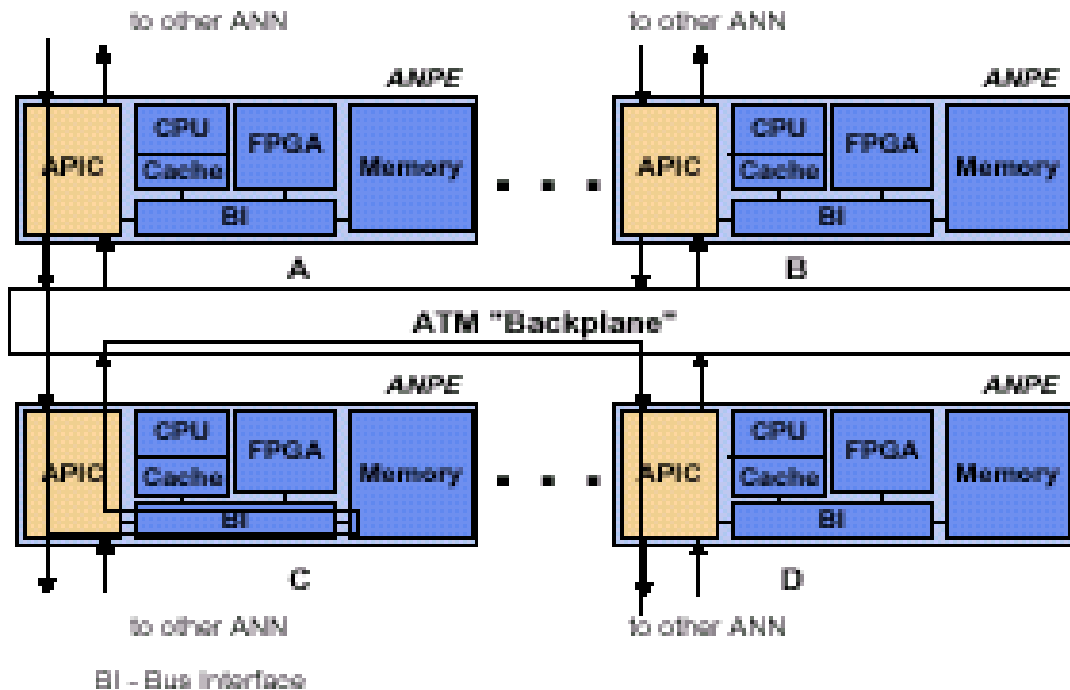 to other ANN to other ANN
ANPE ANPE
CPU FPGA CPU FPGA
APIC Cache Memory . . . APIC Cache Memory
BI BI
A B
ATM "Backplane"
ANPE ANPE
CPU FPGA CPU FPGA
APIC Cache Memory . . . APIC Cache Memory
BI BI
C D
to other ANN to other ANN
BI - Bus Interface